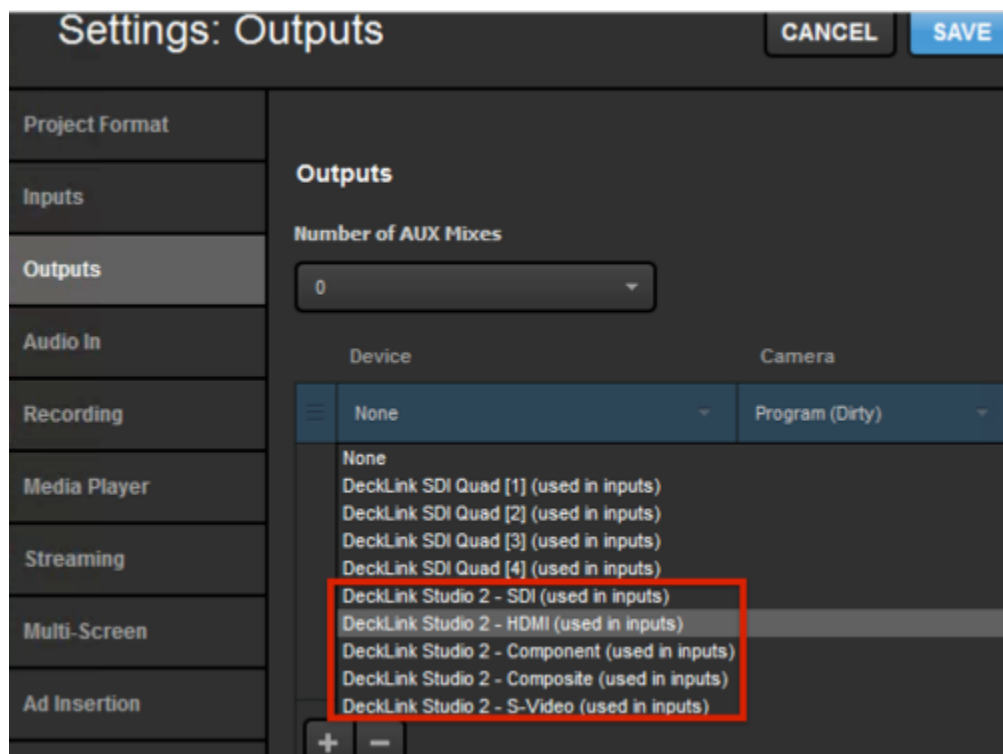 Settings: Outputs
CANCEL
SAVE
Project Format
Inputs
Outputs
Audio In
Recording
Media Player
Streaming
Multi-Screen
Ad Insertion
Outputs
Number of AUX Mixes
0
Device Camera
None Program (Dirty)
None
DeckLink SDI Quad [1] (used in inputs)
DeckLink SDI Quad [2] (used in inputs)
DeckLink SDI Quad [3] (used in inputs)
DeckLink SDI Quad [4] (used in inputs)
DeckLink Studio 2 - SDI (used in inputs)
DeckLink Studio 2 - HDMI (used in inputs)
DeckLink Studio 2 - Component (used in inputs)
DeckLink Studio 2 - Composite (used in inputs)
DeckLink Studio 2 - S-Video (used in inputs)
+ −